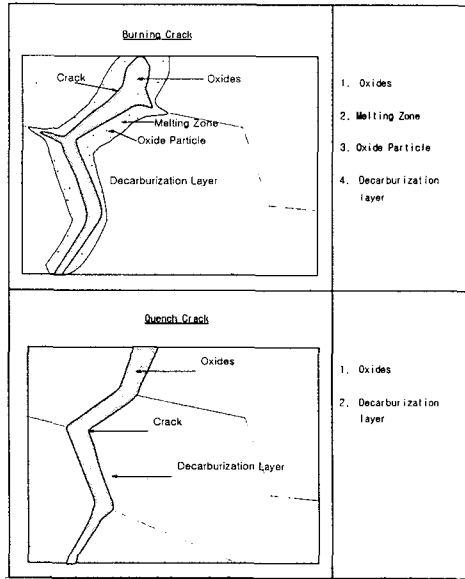 Burning Crack
Crack
Oxides
Melting Zone
Oxide Particle
Decarburization Layer
1. Oxides
2. Melting Zone
3. Oxide Particle
4. Decarburization
layer
Quench Crack
Oxides
Crack
Decarburization Layer
1. Oxides
2. Decarburization
layer